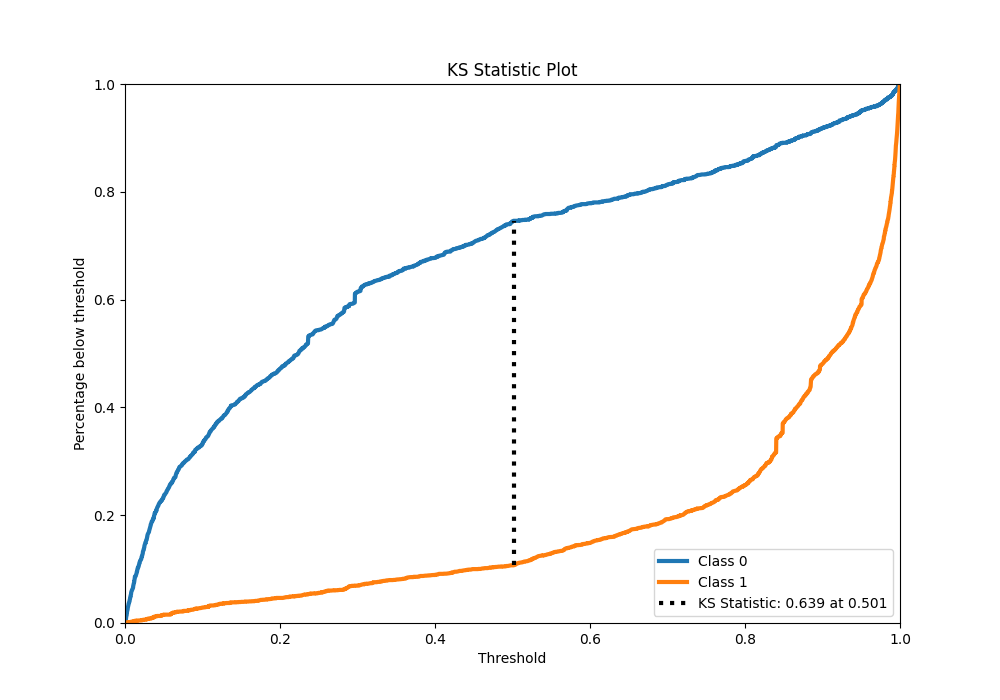 KS Statistic Plot
1.0
0.8
0.6
0.4
0.2
0.0
Percentage below threshold
0.0 0.2 0.4 0.6 0.8 1.0
Threshold
Class 0
Class 1
KS Statistic: 0.639 at 0.501